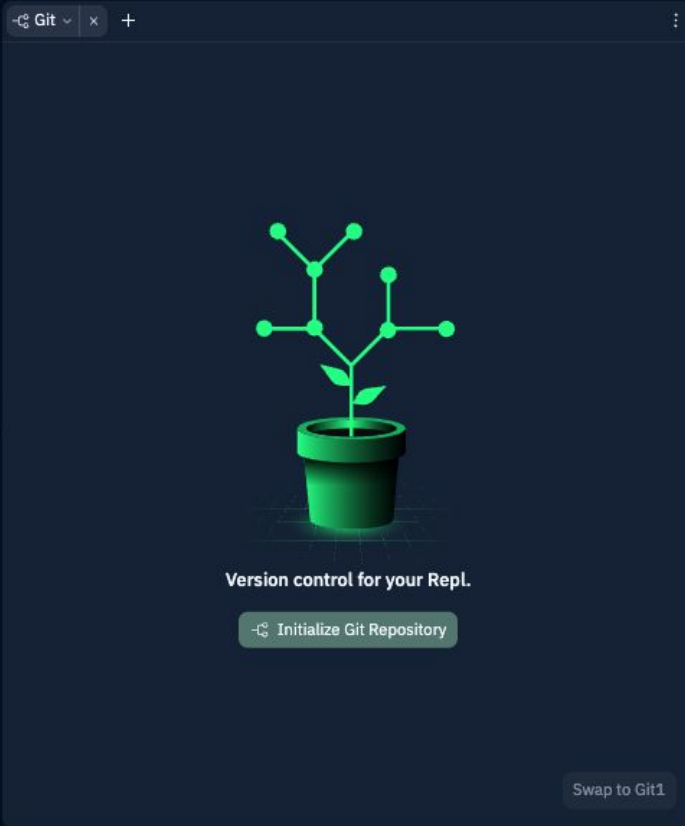 Git
Version control for your Repl.
Initialize Git Repository
Swap to Git1